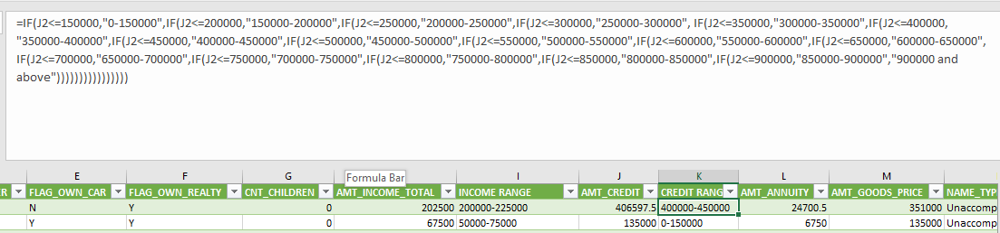 =IF(J2<=150000,"0-150000",IF(J2<=200000,"150000-200000",IF(J2<=250000,"200000-250000",IF(J2<=300000,"250000-300000", IF(J2<=350000,"300000-350000",IF(J2<=400000,
"350000-400000",IF(J2<=450000,"400000-450000",IF(J2<=500000,"450000-500000",IF(J2<=550000,"500000-550000",IF(J2<=600000,"550000-600000",IF(J2<=650000,"600000-650000",
IF(J2<=700000,"650000-700000",IF(J2<=750000,"700000-750000",IF(J2<=800000,"750000-800000",IF(J2<=850000,"800000-850000",IF(J2<=900000,"850000-900000","900000 and
above"))))))))))))))))
E F G Formula Bar I J K L M
ER FLAG_OWN_CAR FLAG_OWN_REALTY CNT_CHILDREN AMT_INCOME_TOTAL INCOME RANGE AMT_CREDIT CREDIT RANG AMT_ANNUITY AMT_GOODS_PRICE NAME_TYP
N Y 0 202500 200000-225000 406597.5 400000-450000 24700.5 351000 Unaccomp
Y Y 0 67500 50000-75000 135000 0-150000 6750 135000 Unaccomp